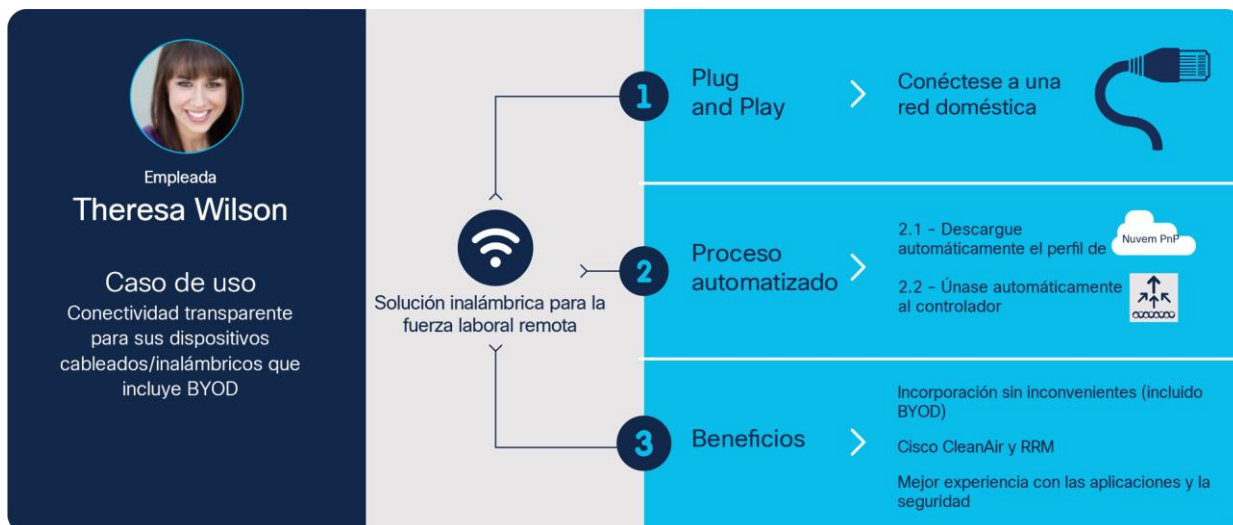 Empleada
Theresa Wilson
Caso de uso
Conectividad transparente
para sus dispositivos
cableados/inalámbricos que
incluye BYOD
Solución inalámbrica para la
fuerza laboral remota
1
Plug
and Play
Conéctese a una
red doméstica
2
Proceso
automatizado
2.1 - Descargue
automáticamente el perfil de
Nuvem PnP
2.2 - Únase automáticamente
al controlador
3
Beneficios
Incorporación sin inconvenientes (incluido
BYOD)
Cisco CleanAir y RRM
Mejor experiencia con las aplicaciones y la
seguridad